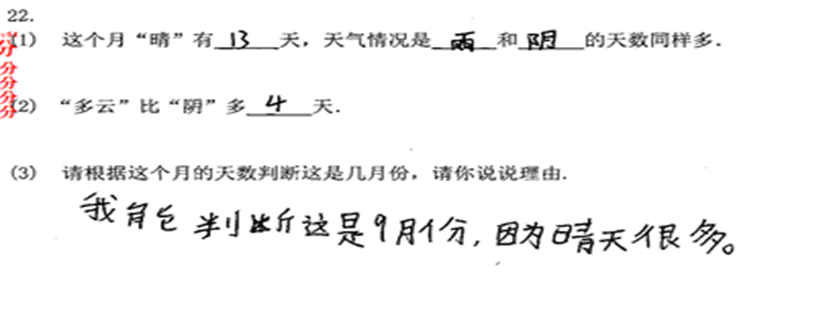 22.
(1) 这个月“晴”有13天，天气情况是雨和阴的天数同样多.
分
分
分
分
分
(2) “多云”比“阴”多4天.
(3) 请根据这个月的天数判断这是几月份，请你说说理由.
我能判断这是9月份，因为晴天很多。